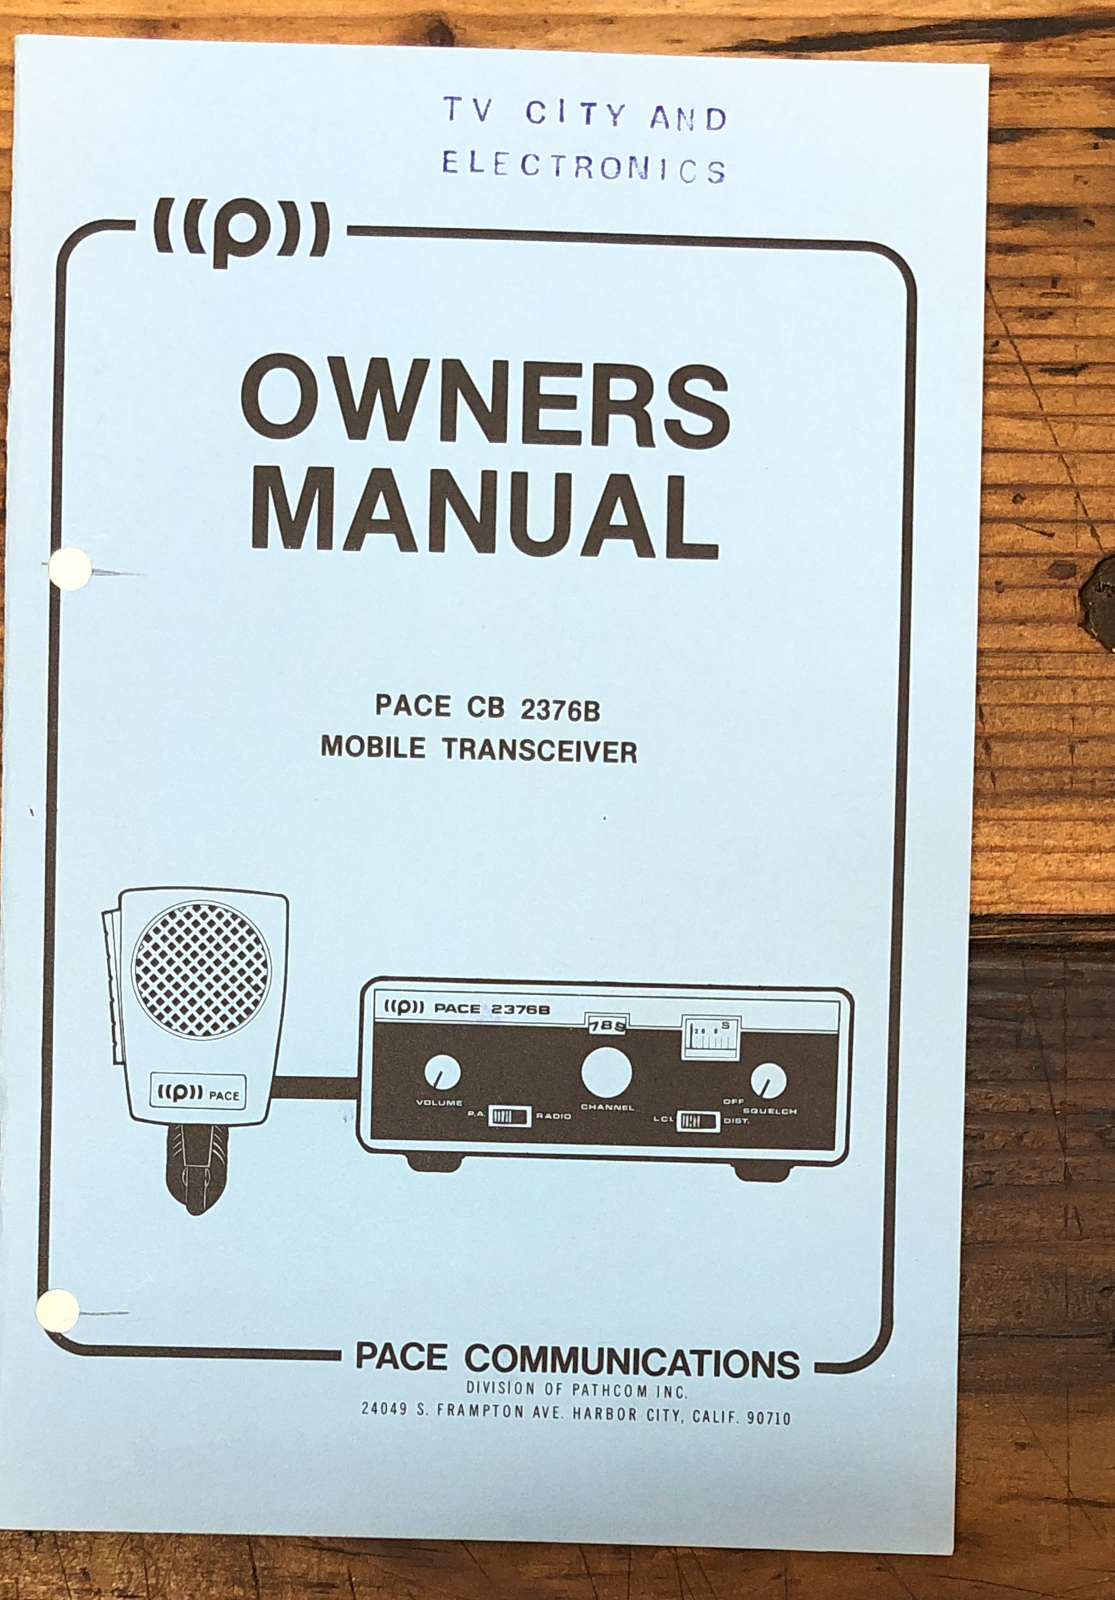 TV CITY AND
ELECTRONICS
((p))
OWNERS
MANUAL
PACE CB 2376B
MOBILE TRANSCEIVER
((p)) PACE 2376B
789
S
VOLUME
P.A.
RADIO
CHANNEL
LCL
DIST.
OFF
SQUELCH
((p)) PACE
PACE COMMUNICATIONS
DIVISION OF PATHCOM INC.
24049 S. FRAMPTON AVE. HARBOR CITY, CALIF. 90710